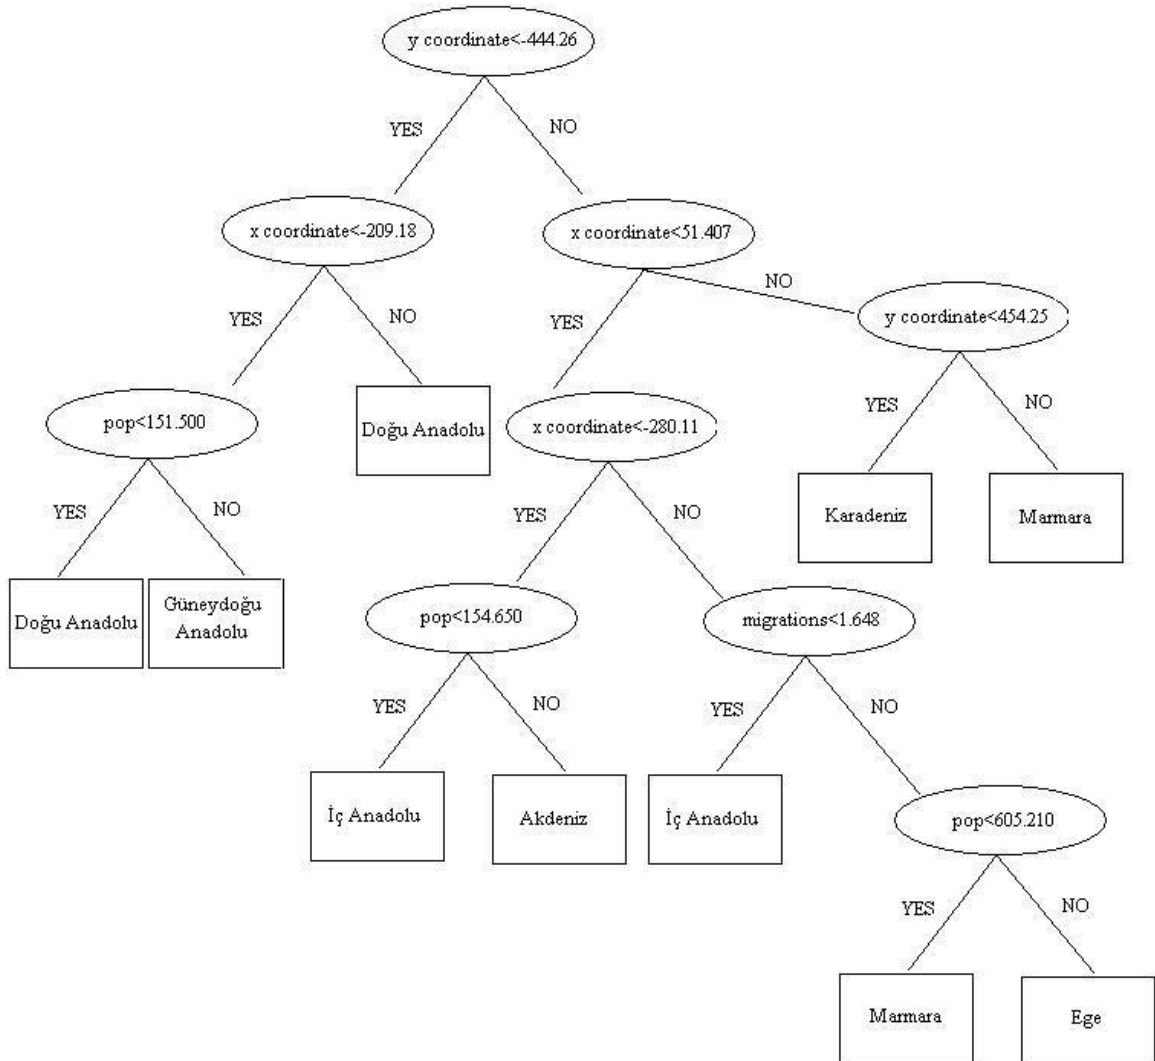 y coordinate<-444.26
YES
NO
x coordinate<-209.18
x coordinate<51.407
YES
NO
YES
NO
y coordinate<454.25
pop<151.500
Doğu Anadolu
x coordinate<-280.11
YES
NO
YES
NO
YES
NO
Karadeniz
Marmara
Doğu Anadolu
Güneydoğu
Anadolu
pop<154.650
migrations<1.648
YES
NO
YES
NO
İç Anadolu
Akdeniz
İç Anadolu
pop<605.210
YES
NO
Marmara
Ege